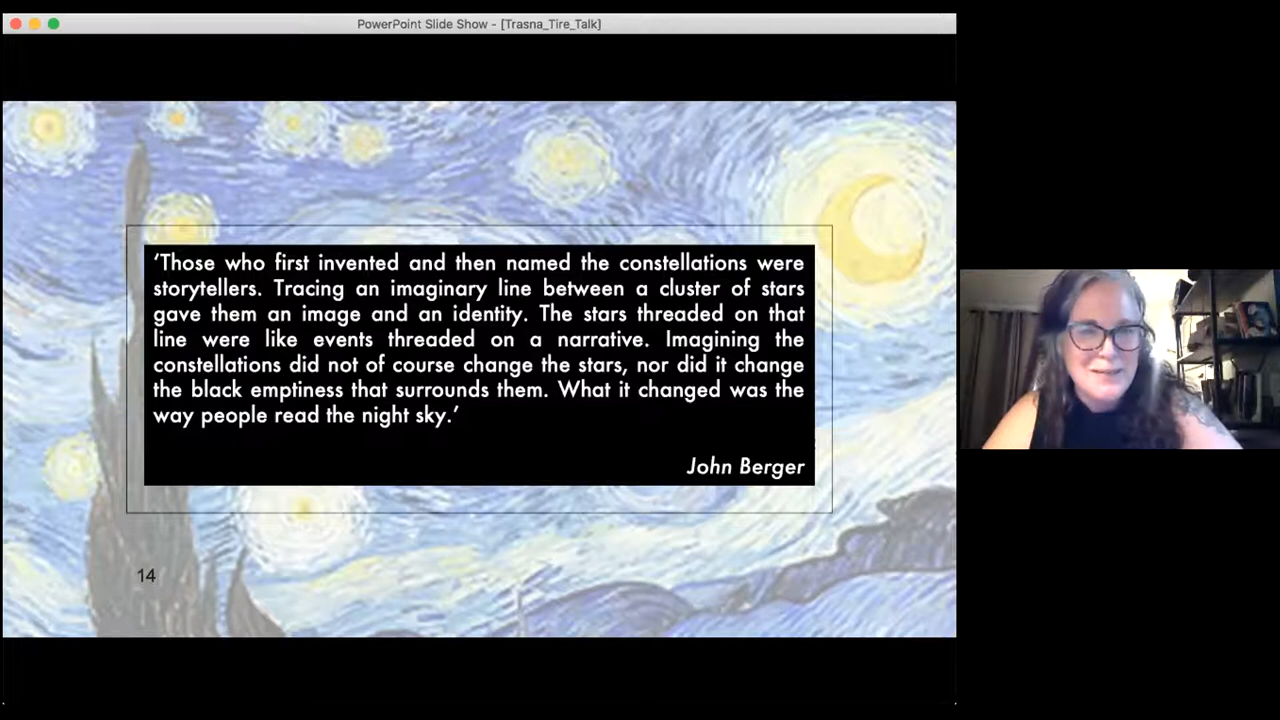 PowerPoint Slide Show - [Trasna_Tire_Talk]
‘Those who first invented and then named the constellations were
storytellers. Tracing an imaginary line between a cluster of stars
gave them an image and an identity. The stars threaded on that
line were like events threaded on a narrative. Imagining the
constellations did not of course change the stars, nor did it change
the black emptiness that surrounds them. What it changed was the
way people read the night sky.’
John Berger
14